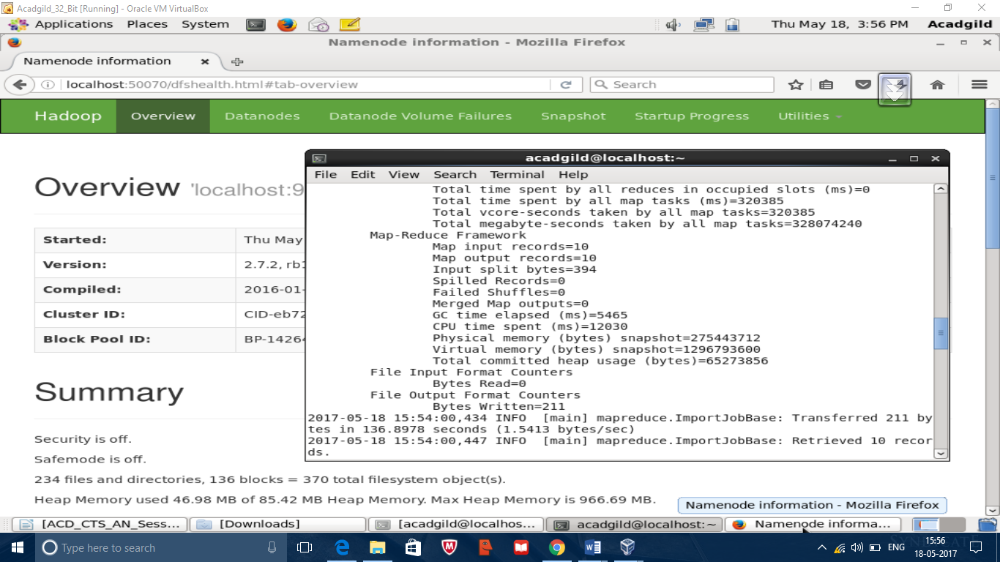 Acadgild_32_Bit [Running] - Oracle VM VirtualBox
Applications Places System Thu May 18, 3:56 PM Acadgild
Namenode information - Mozilla Firefox
Namenode information
localhost:50070/dfshealth.html#tab-overview Search
Hadoop Overview Datanodes Datanode Volume Failures Snapshot Startup Progress Utilities
Overview 'localhost:9
Started: Thu May
Version: 2.7.2, rb1
Compiled: 2016-01-
Cluster ID: CID-eb72
Block Pool ID: BP-14264
Summary
Security is off.
Safemode is off.
234 files and directories, 136 blocks = 370 total filesystem object(s).
Heap Memory used 46.98 MB of 85.42 MB Heap Memory. Max Heap Memory is 966.69 MB.
acadgild@localhost:~
File Edit View Search Terminal Help
Total time spent by all reduces in occupied slots (ms)=0
Total time spent by all map tasks (ms)=320385
Total vcore-seconds taken by all map tasks=320385
Total megabyte-seconds taken by all map tasks=328074240
Map-Reduce Framework
Map input records=10
Map output records=10
Input split bytes=394
Spilled Records=0
Failed Shuffles=0
Merged Map outputs=0
GC time elapsed (ms)=5465
CPU time spent (ms)=12030
Physical memory (bytes) snapshot=275443712
Virtual memory (bytes) snapshot=1296793600
Total committed heap usage (bytes)=65273856
File Input Format Counters
Bytes Read=0
File Output Format Counters
Bytes Written=211
2017-05-18 15:54:00,434 INFO  [main] mapreduce.ImportJobBase: Transferred 211 by
tes in 136.8978 seconds (1.5413 bytes/sec)
2017-05-18 15:54:00,447 INFO  [main] mapreduce.ImportJobBase: Retrieved 10 recor
ds.
Namenode information - Mozilla Firefox
[ACD_CTS_AN_Sess... [Downloads] [acadgild@localhos... acadgild@localhost:~ Namenode informa...
Type here to search ENG 15:56
18-05-2017